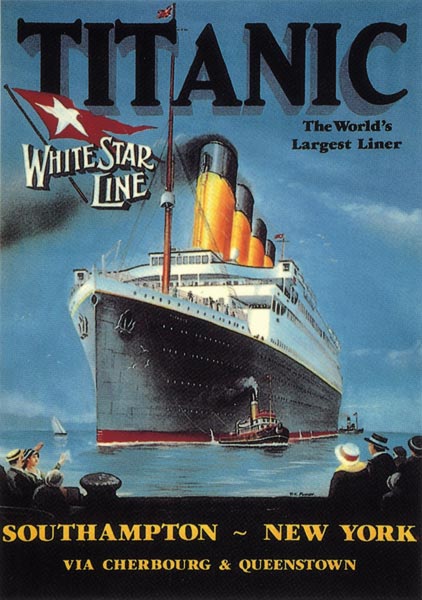 TITANIC
The World's
Largest Liner
WHITE STAR
LINE
SOUTHAMPTON ~ NEW YORK
VIA CHERBOURG & QUEENSTOWN